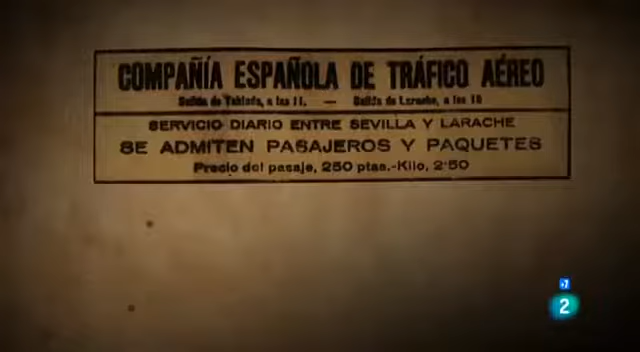 COMPAÑÍA ESPAÑOLA DE TRÁFICO AÉREO
Salida de Tablada, a las 11. — Salida de Larache, a las 16
SERVICIO DIARIO ENTRE SEVILLA Y LARACHE
SE ADMITEN PASAJEROS Y PAQUETES
Precio del pasaje, 250 ptas.-Kilo, 2'50
+7
2